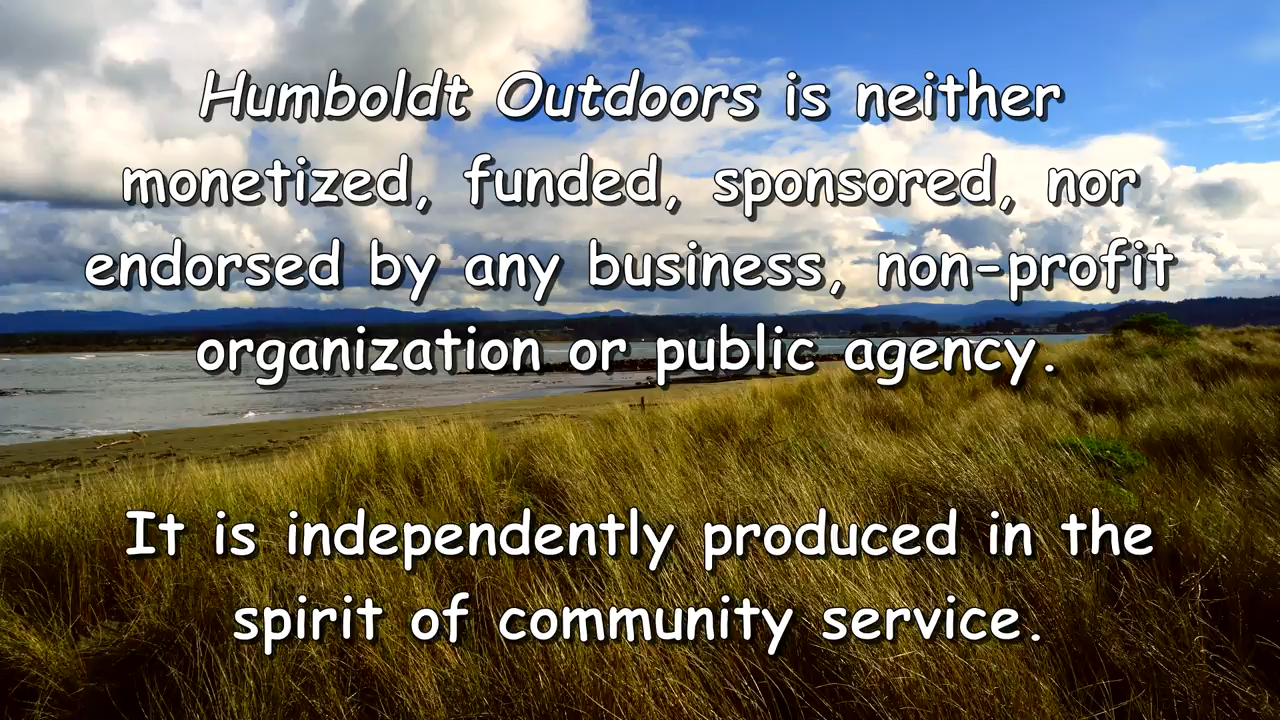 Humboldt Outdoors is neither
monetized, funded, sponsored, nor
endorsed by any business, non-profit
organization or public agency.
It is independently produced in the
spirit of community service.